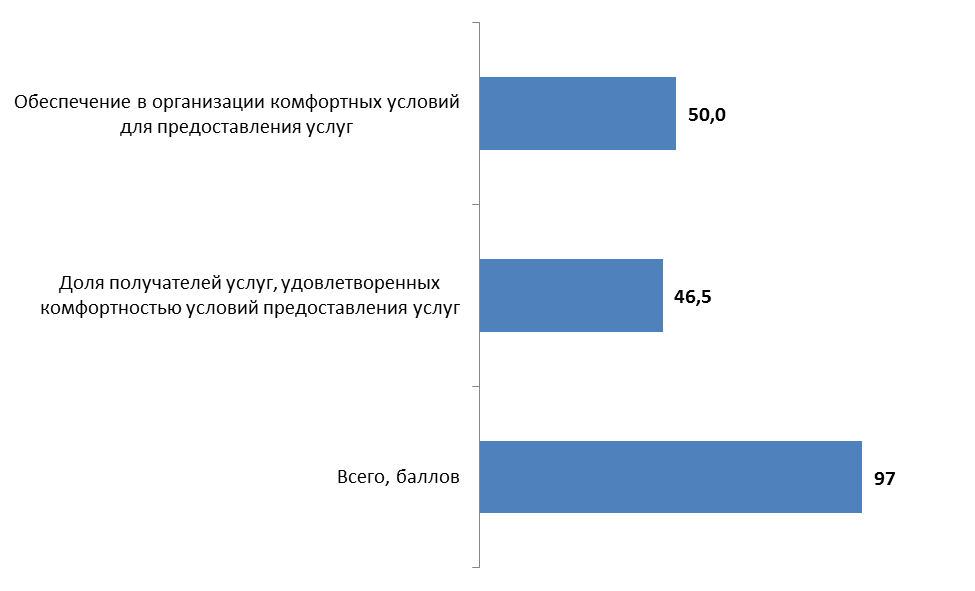 Обеспечение в организации комфортных условий
для предоставления услуг
50,0
Доля получателей услуг, удовлетворенных
комфортностью условий предоставления услуг
46,5
Всего, баллов
97